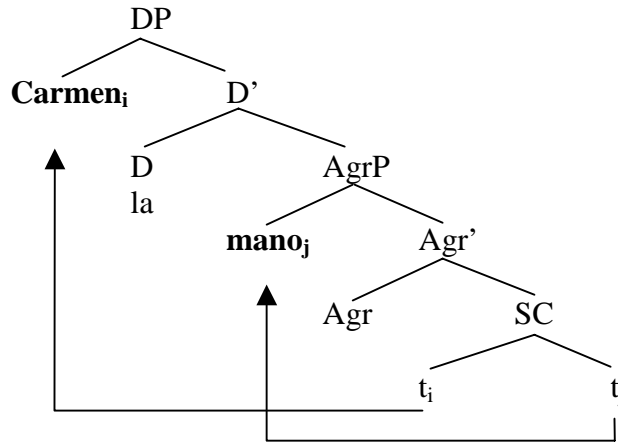 DP
Carmeni D’
D AgrP
la
manoj Agr’
Agr SC
ti t